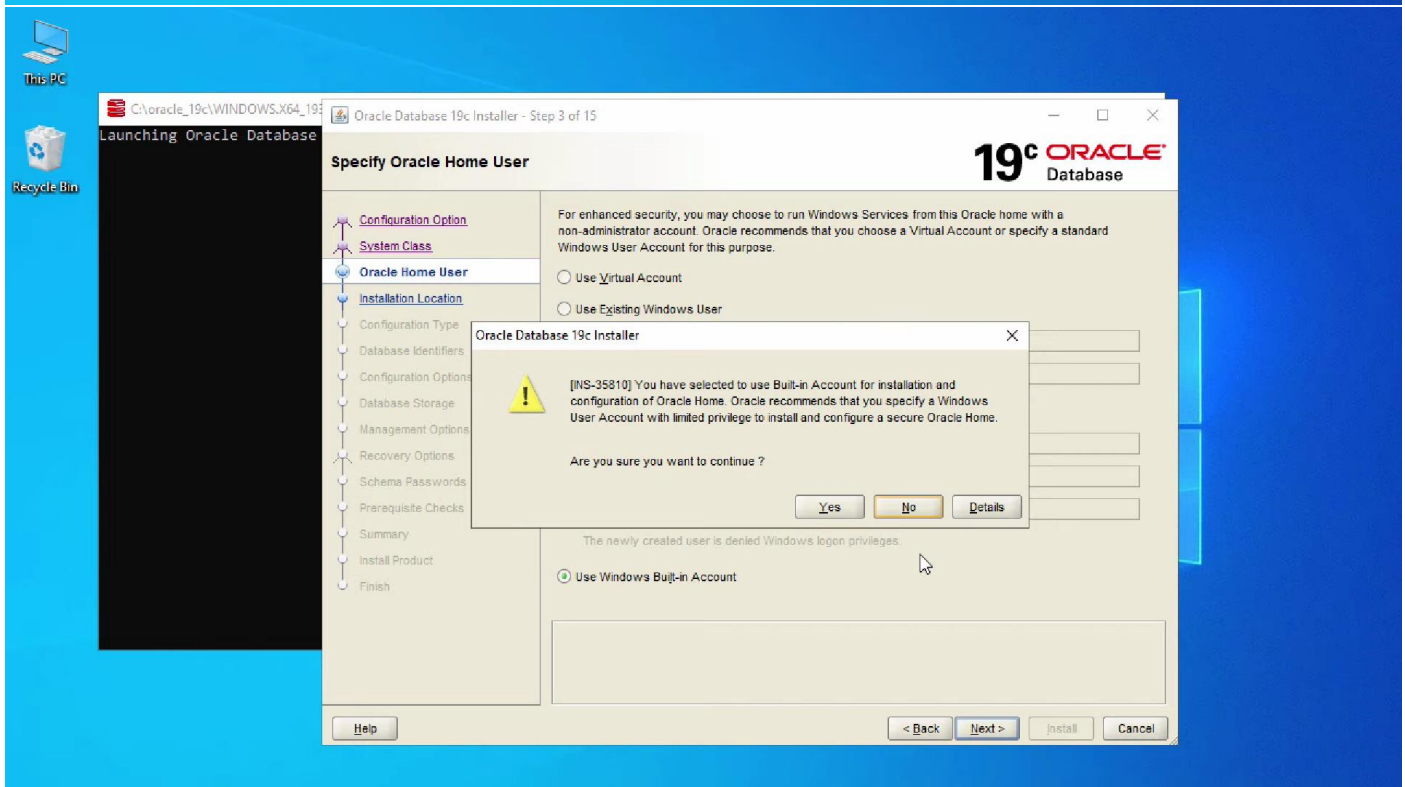 This PC
Recycle Bin
C:\oracle_19c\WINDOWS.X64_193
Launching Oracle Database
Oracle Database 19c Installer - Step 3 of 15
Specify Oracle Home User
19c ORACLE
Database
Configuration Option
System Class
Oracle Home User
Installation Location
Configuration Type
Database Identifiers
Configuration Options
Database Storage
Management Options
Recovery Options
Schema Passwords
Prerequisite Checks
Summary
Install Product
Finish
For enhanced security, you may choose to run Windows Services from this Oracle home with a
non-administrator account. Oracle recommends that you choose a Virtual Account or specify a standard
Windows User Account for this purpose.
Use Virtual Account
Use Existing Windows User
Oracle Database 19c Installer
[INS-35810] You have selected to use Built-in Account for installation and
configuration of Oracle Home. Oracle recommends that you specify a Windows
User Account with limited privilege to install and configure a secure Oracle Home.
Are you sure you want to continue ?
Yes No Details
The newly created user is denied Windows logon privileges.
Use Windows Built-in Account
Help < Back Next > Install Cancel